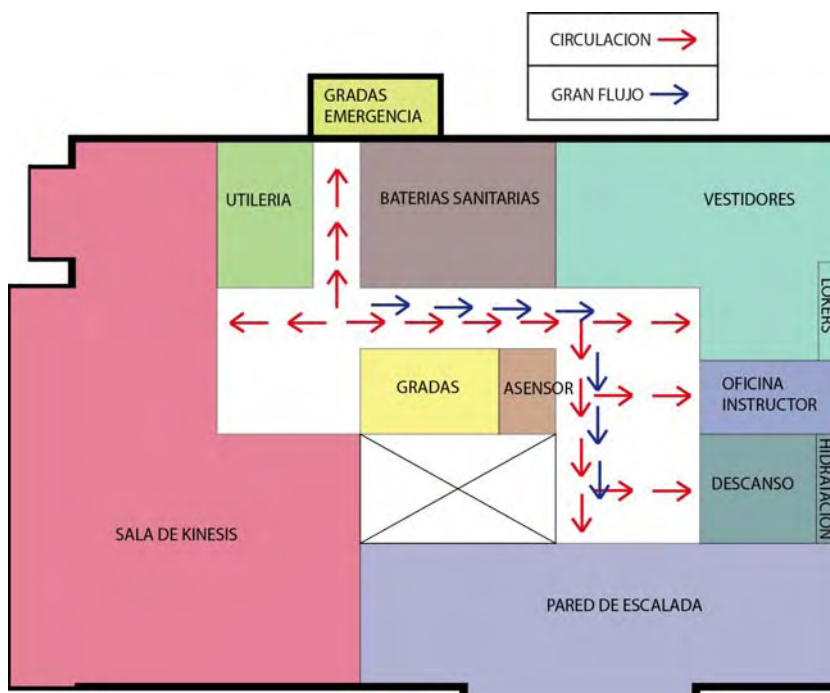 CIRCULACION
GRAN FLUJO
GRADAS
EMERGENCIA
UTILERIA
BATERIAS SANITARIAS
VESTIDORES
LOKERS
GRADAS
ASENSOR
OFICINA
INSTRUCTOR
DESCANSO
HIDRATACION
SALA DE KINESIS
PARED DE ESCALADA